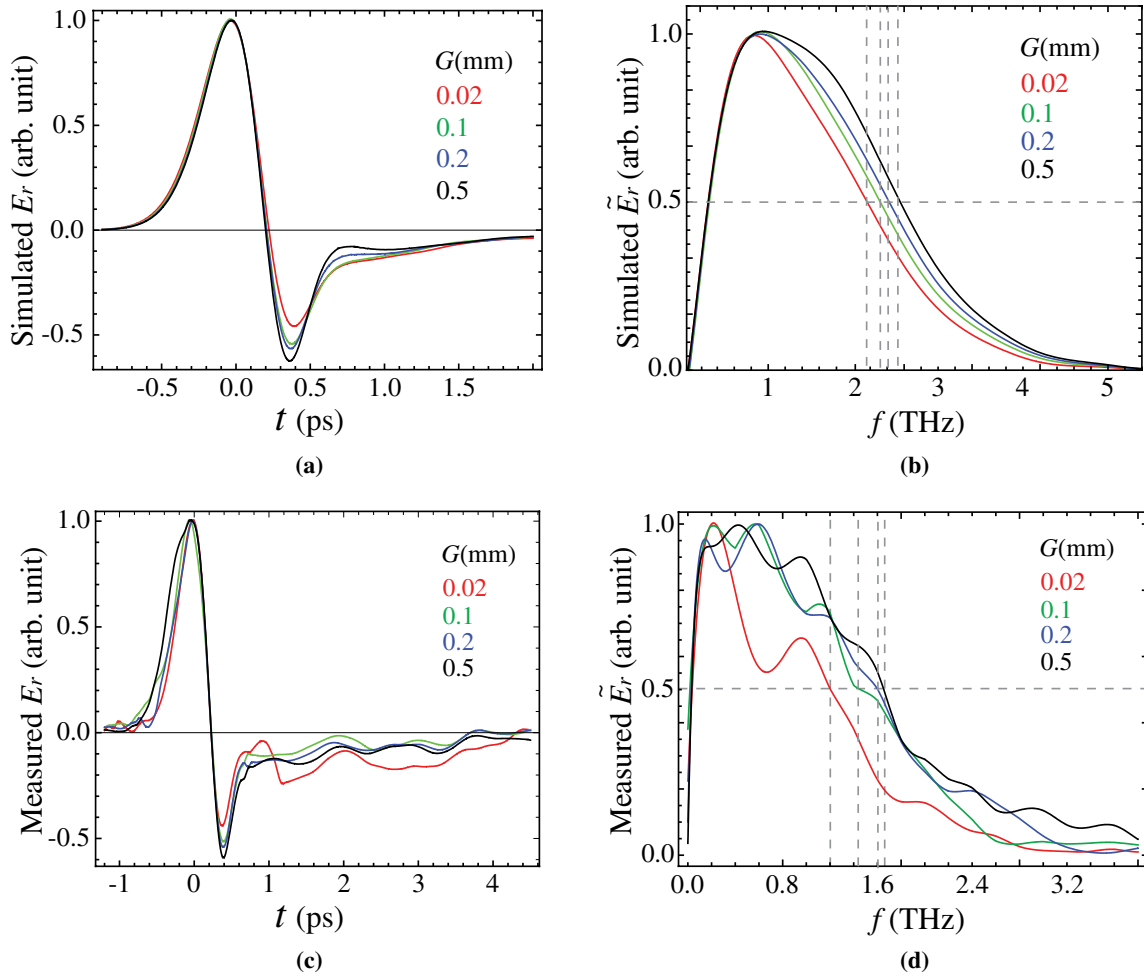 Simulated Er (arb. unit)
1.0
0.5
0.0
-0.5
G(mm)
0.02
0.1
0.2
0.5
-0.5 0.0 0.5 1.0 1.5
t (ps)
(a)
Simulated Ẽr (arb. unit)
1.0
0.5
0.0
G(mm)
0.02
0.1
0.2
0.5
1 2 3 4 5
f (THz)
(b)
Measured Er (arb. unit)
1.0
0.5
0.0
-0.5
G(mm)
0.02
0.1
0.2
0.5
-1 0 1 2 3 4
t (ps)
(c)
Measured Ẽr (arb. unit)
1.0
0.5
0.0
G(mm)
0.02
0.1
0.2
0.5
0.0 0.8 1.6 2.4 3.2
f (THz)
(d)